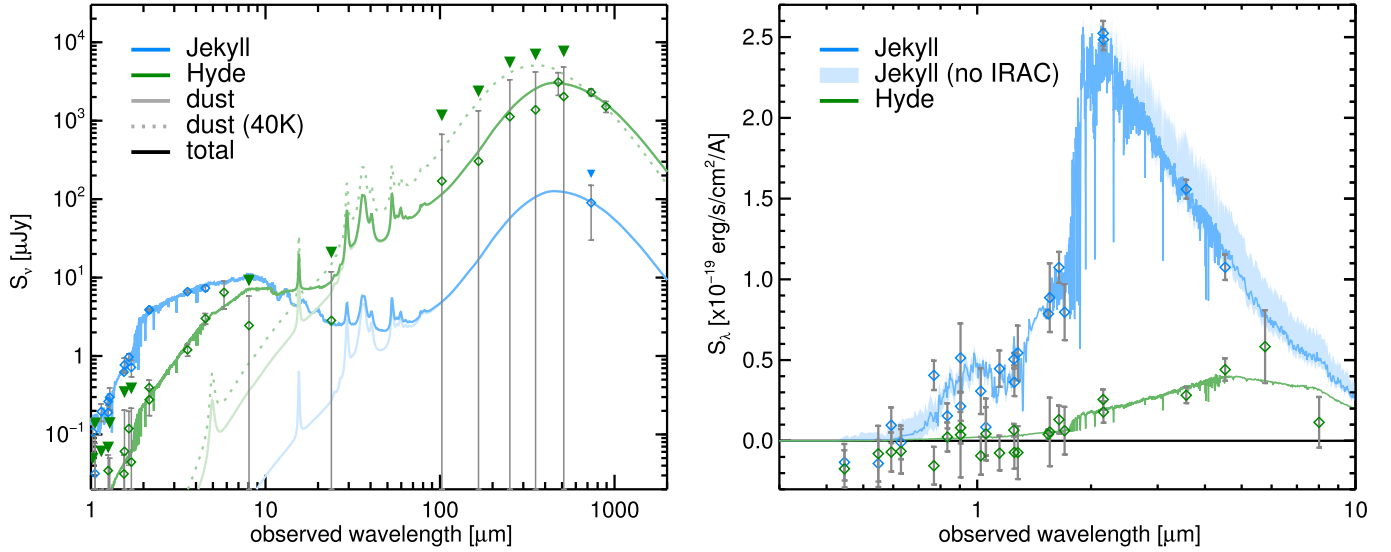 Jekyll
Hyde
dust
dust (40K)
total
10⁴
10³
10²
10¹
1
10⁻¹
Sν [μJy]
1
10
100
1000
observed wavelength [μm]
Jekyll
Jekyll (no IRAC)
Hyde
2.5
2.0
1.5
1.0
0.5
0.0
Sλ [x10⁻¹⁹ erg/s/cm²/A]
1
10
observed wavelength [μm]